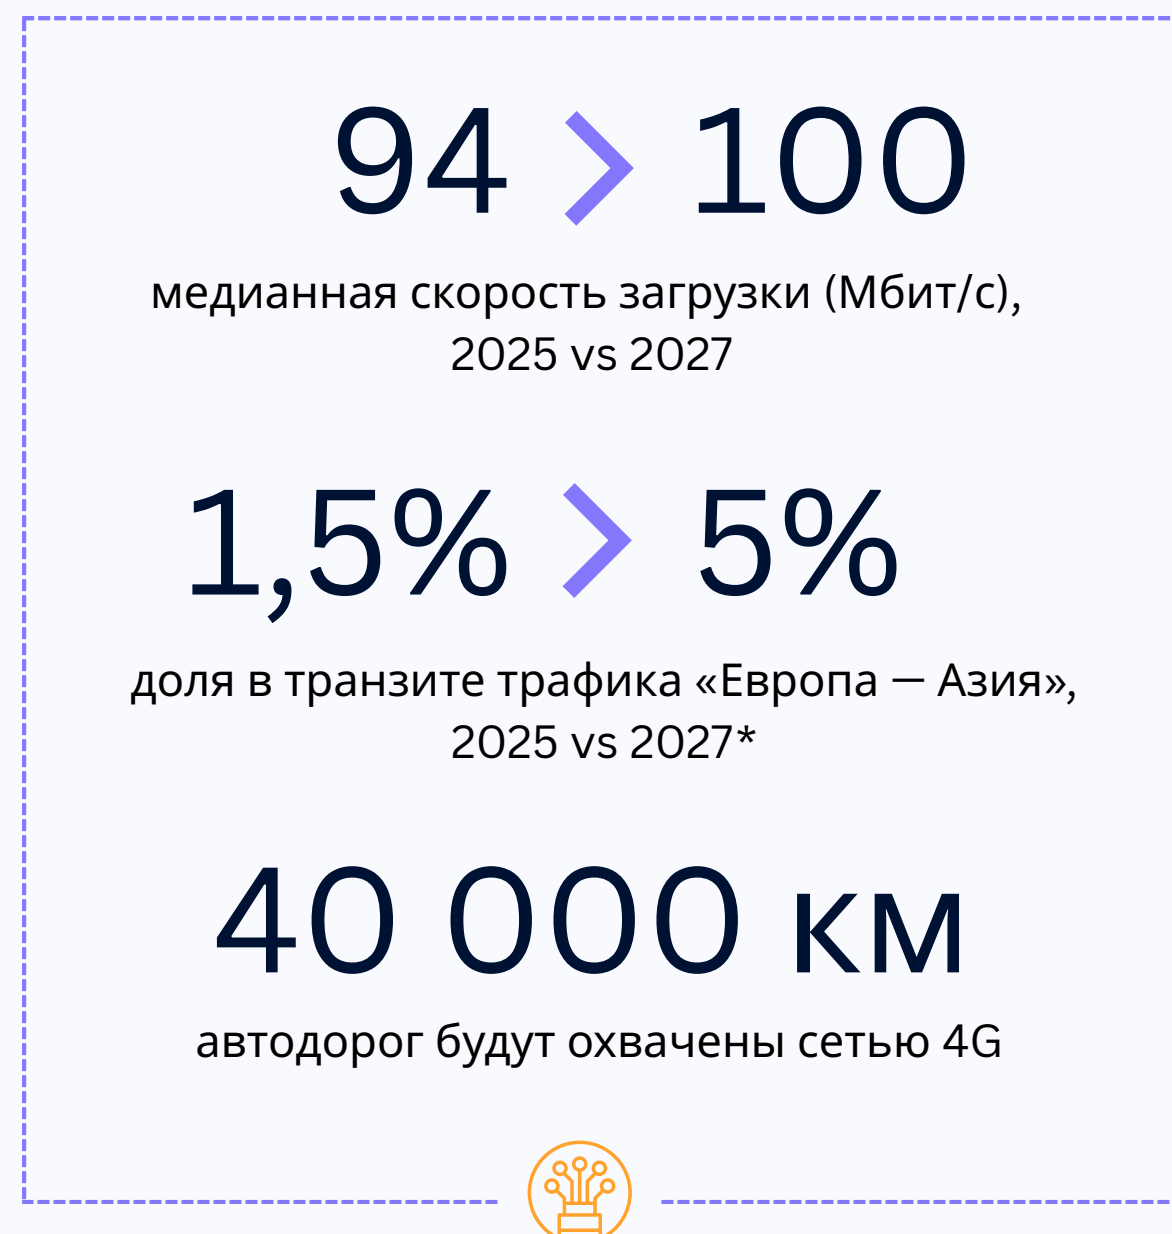 94 > 100
медианная скорость загрузки (Мбит/с),
2025 vs 2027
1,5% > 5%
доля в транзите трафика «Европа — Азия»,
2025 vs 2027*
40 000 км
автодорог будут охвачены сетью 4G